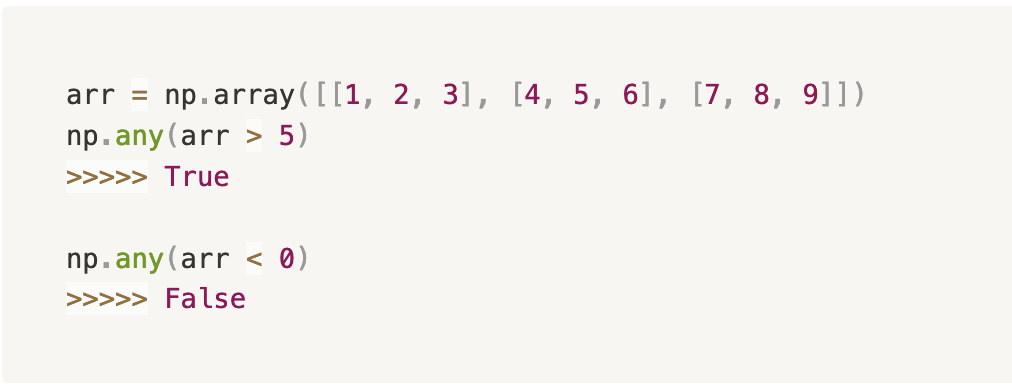 arr = np.array([[1, 2, 3], [4, 5, 6], [7, 8, 9]])
np.any(arr > 5)
>>>>> True
np.any(arr < 0)
>>>>> False